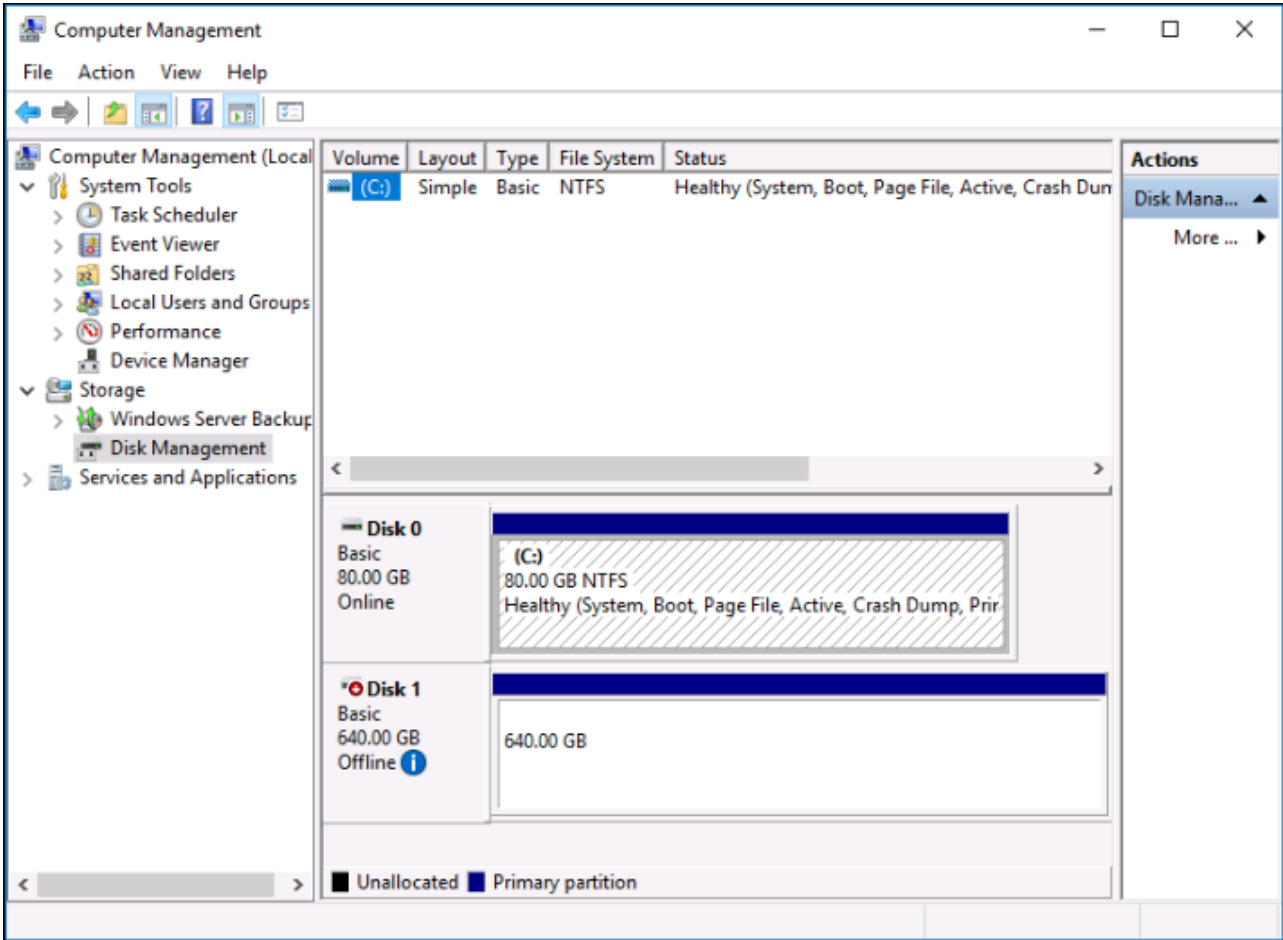 Computer Management
File Action View Help
Computer Management (Local
System Tools
Task Scheduler
Event Viewer
Shared Folders
Local Users and Groups
Performance
Device Manager
Storage
Windows Server Backup
Disk Management
Services and Applications
Volume Layout Type File System Status
(C:) Simple Basic NTFS Healthy (System, Boot, Page File, Active, Crash Dum
Disk 0
Basic
80.00 GB
Online
(C:)
80.00 GB NTFS
Healthy (System, Boot, Page File, Active, Crash Dump, Prir
Disk 1
Basic
640.00 GB
Offline
640.00 GB
Unallocated Primary partition
Actions
Disk Mana...
More ...